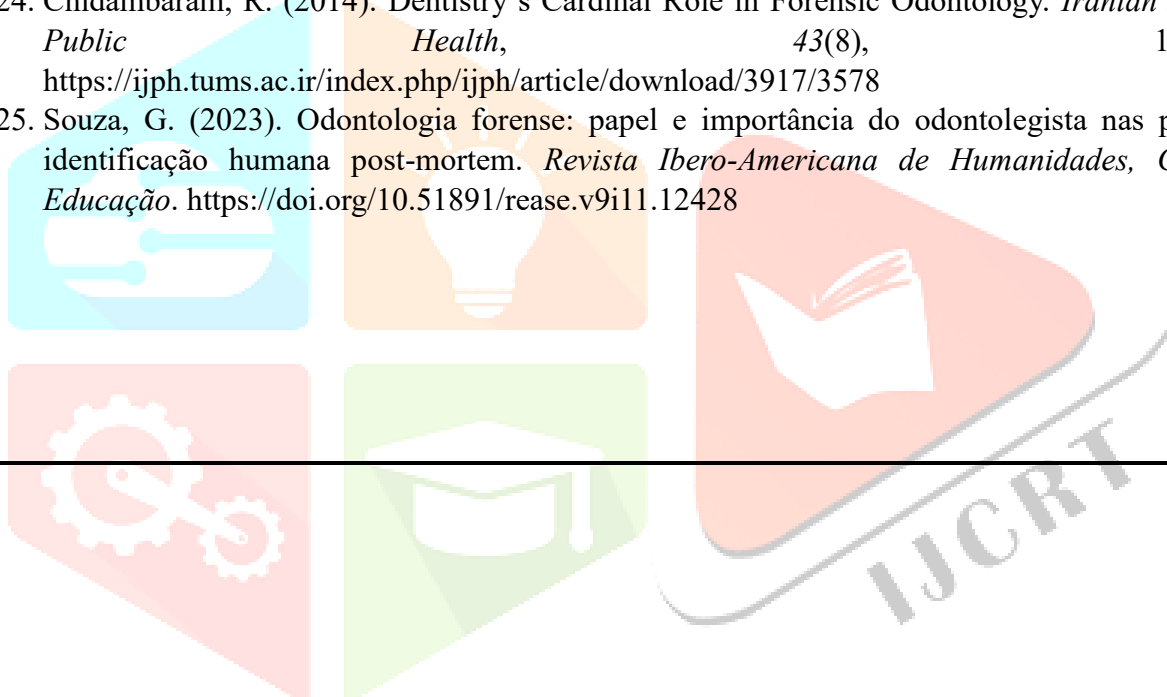 24. Chidambaram, R. (2014). Dentistry's Cardinal Role in Forensic Odontology. Iranian
Public Health, 43(8), 1
https://ijph.tums.ac.ir/index.php/ijph/article/download/3917/3578
25. Souza, G. (2023). Odontologia forense: papel e importância do odontolegista nas p
identificação humana post-mortem. Revista Ibero-Americana de Humanidades, C
Educação. https://doi.org/10.51891/rease.v9i11.12428
IJCRT